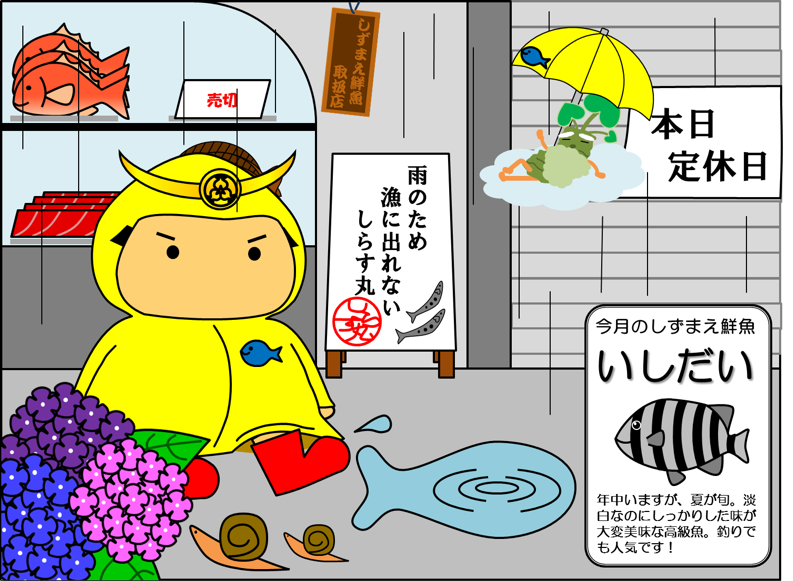 しずまえ鮮魚
取扱店
売切
本日
定休日
雨のため
漁に出れない
しらす丸
今月のしずまえ鮮魚
いしだい
年中いますが、夏が旬。淡
白なのにしっかりした味が
大変美味な高級魚。釣りで
も人気です！